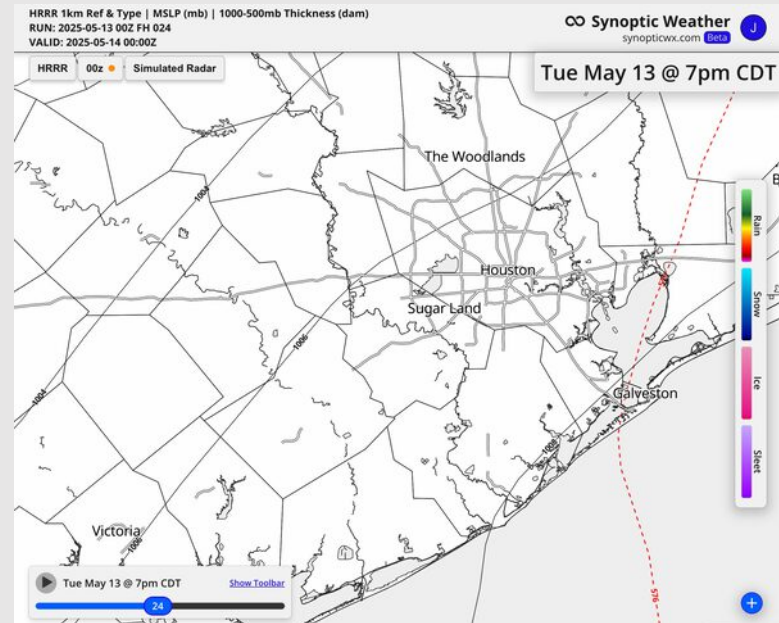 HRRR 1km Ref & Type | MSLP (mb) | 1000-500mb Thickness (dam)
RUN: 2025-05-13 00Z FH 024
VALID: 2025-05-14 00:00Z
Synoptic Weather
synopticwx.com Beta
J
HRRR
00z
Simulated Radar
Tue May 13 @ 7pm CDT
The Woodlands
1004
Rain
Houston
Snow
Sugar Land
1006
Ice
1004
Galveston
1008
Sleet
Victoria
1006
Tue May 13 @ 7pm CDT
Show Toolbar
24
576
+